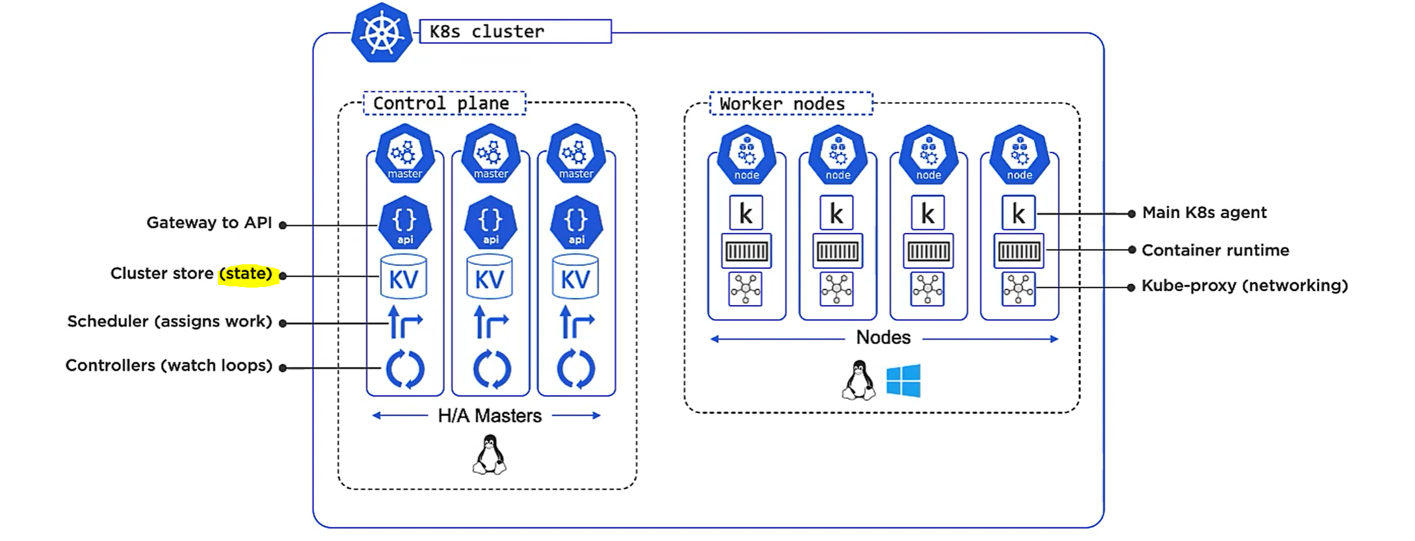 K8s cluster
Control plane
Worker nodes
master
master
master
node
node
node
node
Gateway to API
{} api
{} api
{} api
k
k
k
k
Main K8s agent
Container runtime
Cluster store (state)
KV
KV
KV
Kube-proxy (networking)
Scheduler (assigns work)
Nodes
Controllers (watch loops)
H/A Masters